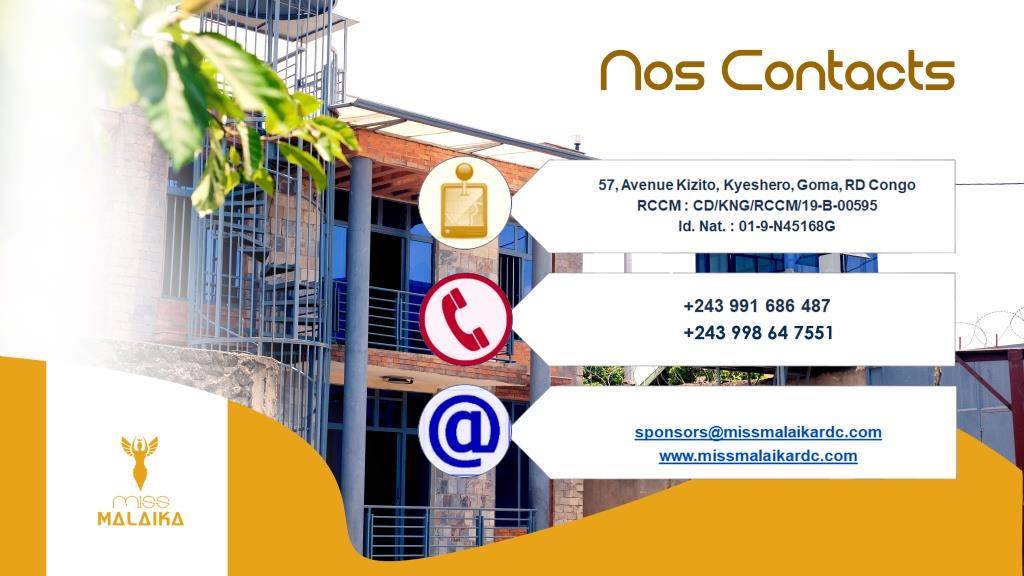 Nos Contacts
57, Avenue Kizito, Kyeshero, Goma, RD Congo
RCCM : CD/KNG/RCCM/19-B-00595
Id. Nat. : 01-9-N45168G
+243 991 686 487
+243 998 64 7551
@
sponsors@missmalaikardc.com
www.missmalaikardc.com
miss
MALAIKA